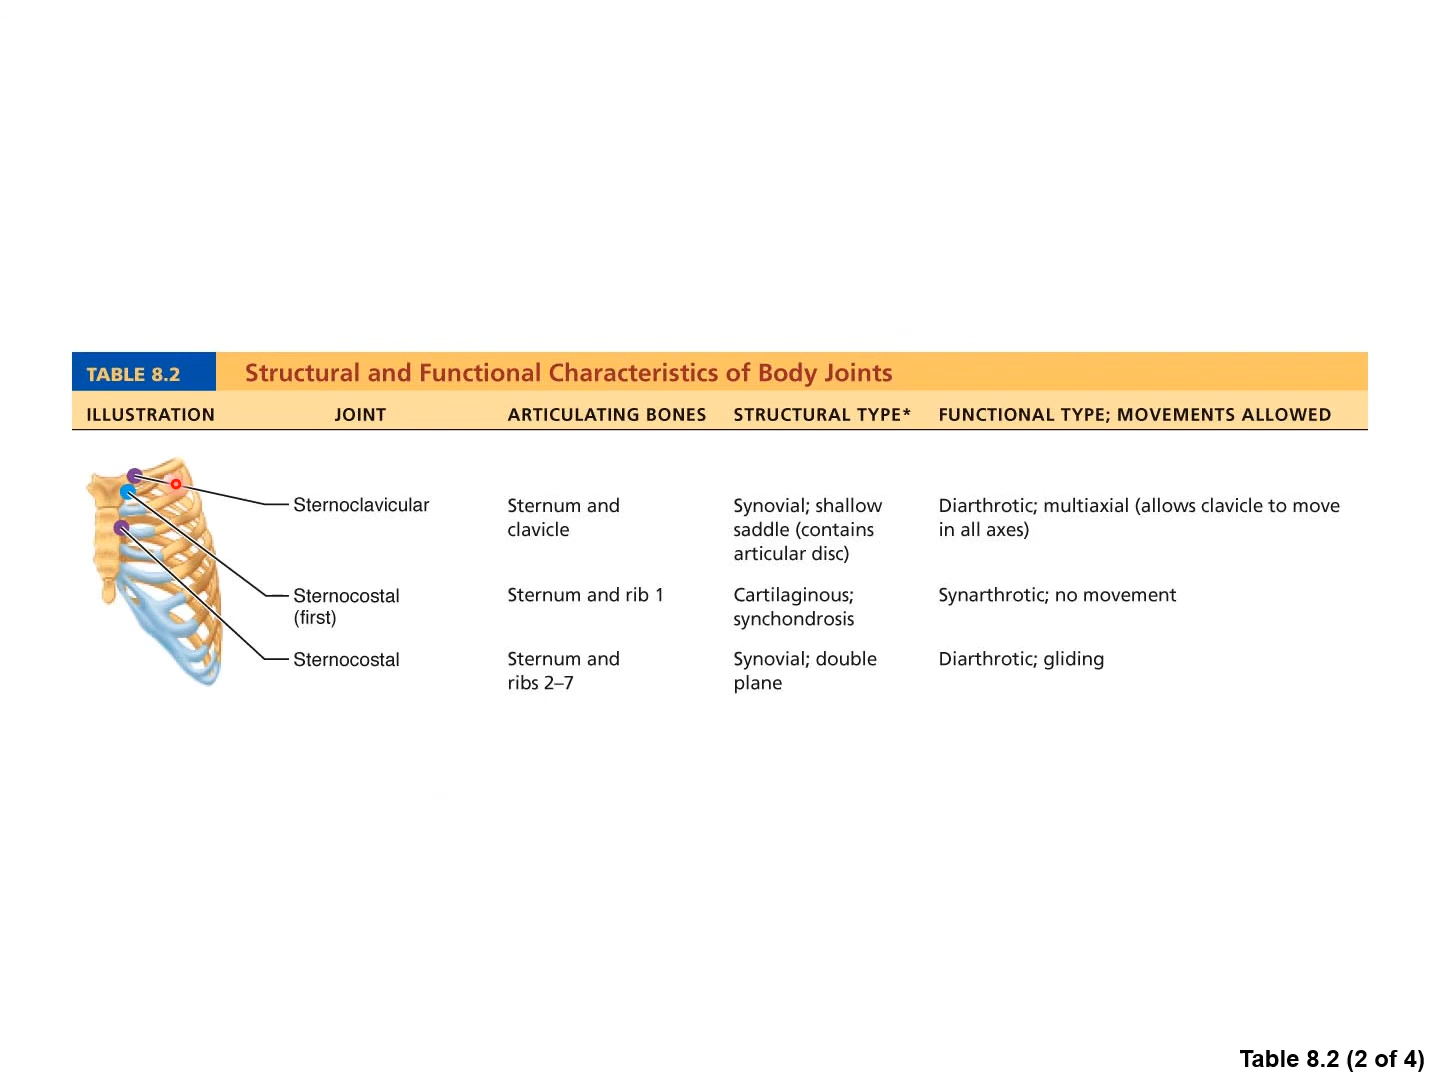 TABLE 8.2 Structural and Functional Characteristics of Body Joints
ILLUSTRATION JOINT ARTICULATING BONES STRUCTURAL TYPE* FUNCTIONAL TYPE; MOVEMENTS ALLOWED
Sternoclavicular Sternum and Synovial; shallow Diarthrotic; multiaxial (allows clavicle to move
clavicle saddle (contains in all axes)
articular disc)
Sternocostal Sternum and rib 1 Cartilaginous; Synarthrotic; no movement
(first) synchondrosis
Sternocostal Sternum and Synovial; double Diarthrotic; gliding
ribs 2–7 plane
Table 8.2 (2 of 4)